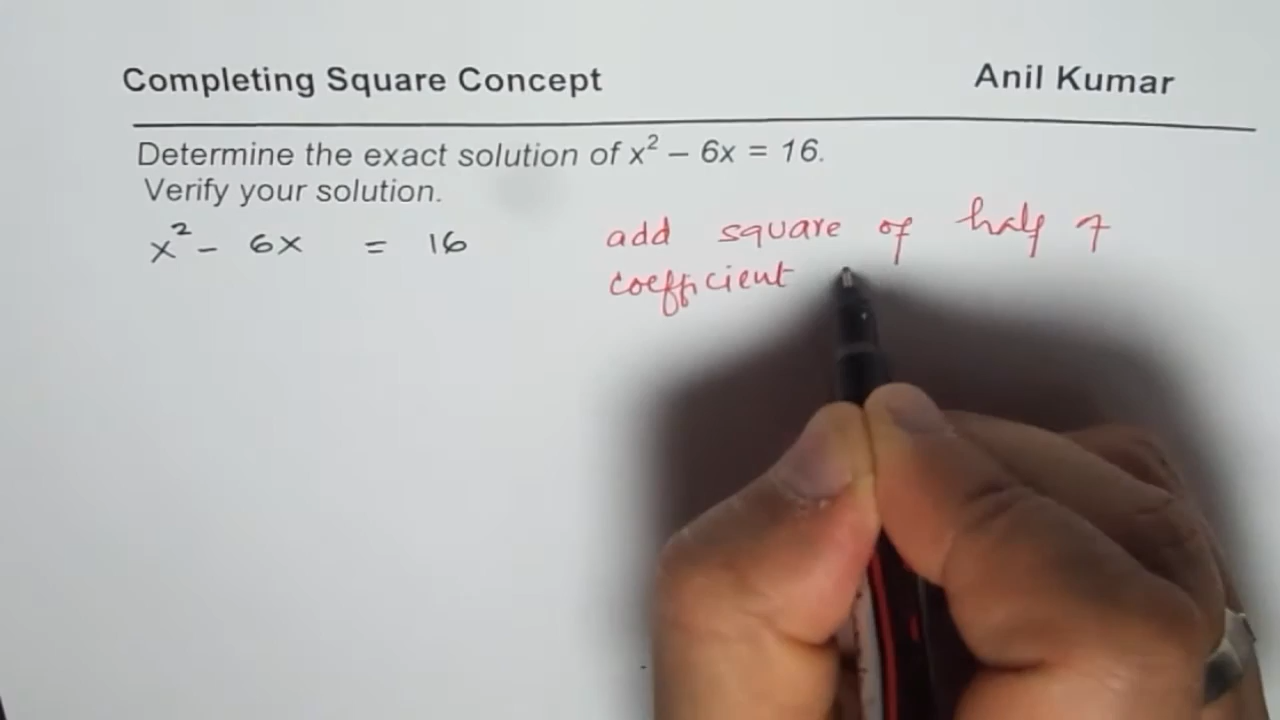 Completing Square Concept Anil Kumar
Determine the exact solution of x² – 6x = 16.
Verify your solution.
x² - 6x = 16
add square of half of
coefficient